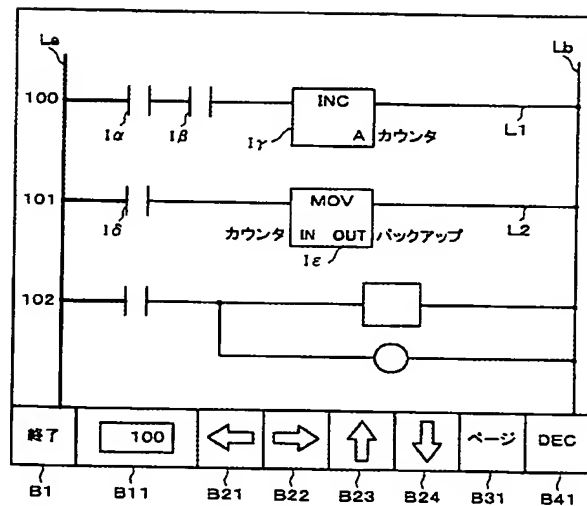 La Lb
100 INC
Iα Iβ Iγ A カウンタ L1
101 MOV
Iδ カウンタ IN OUT バックアップ L2
Iε
102
終了 100 ページ DEC
B1 B11 B21 B22 B23 B24 B31 B41